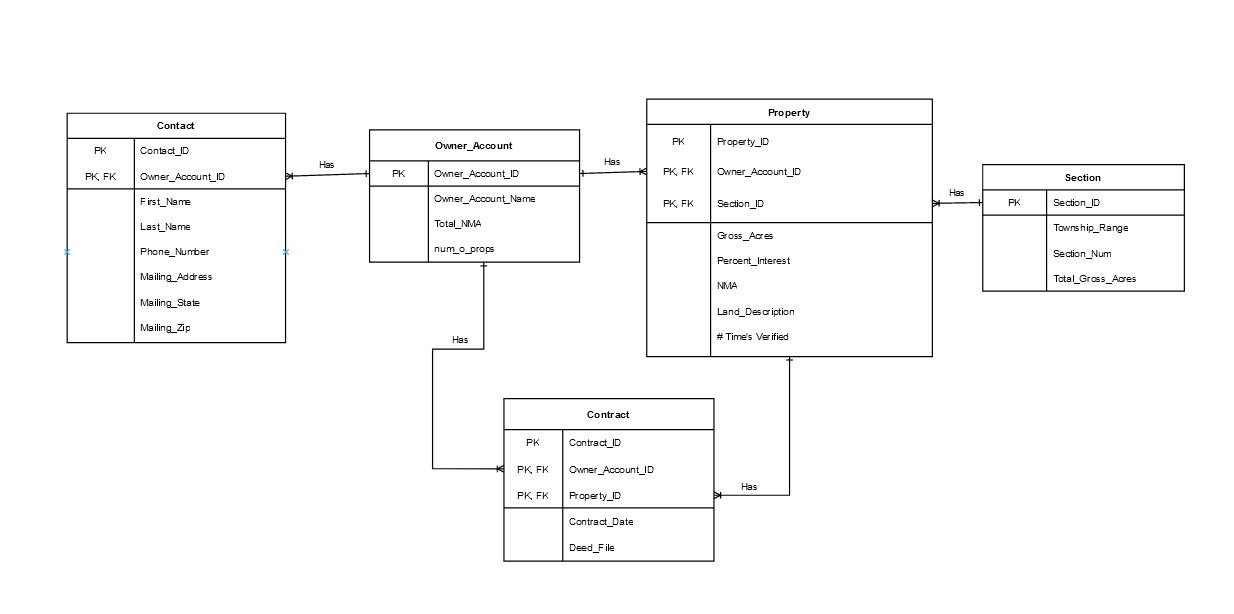 Contact
PK Contact_ID
PK, FK Owner_Account_ID
First_Name
Last_Name
Phone_Number
Mailing_Address
Mailing_State
Mailing_Zip
Has
Owner_Account
PK Owner_Account_ID
Owner_Account_Name
Total_NMA
num_o_props
Has
Property
PK Property_ID
PK, FK Owner_Account_ID
PK, FK Section_ID
Gross_Acres
Percent_Interest
NMA
Land_Description
# Time's Verified
Has
Section
PK Section_ID
Township_Range
Section_Num
Total_Gross_Acres
Has
Contract
PK Contract_ID
PK, FK Owner_Account_ID
PK, FK Property_ID
Contract_Date
Deed_File
Has